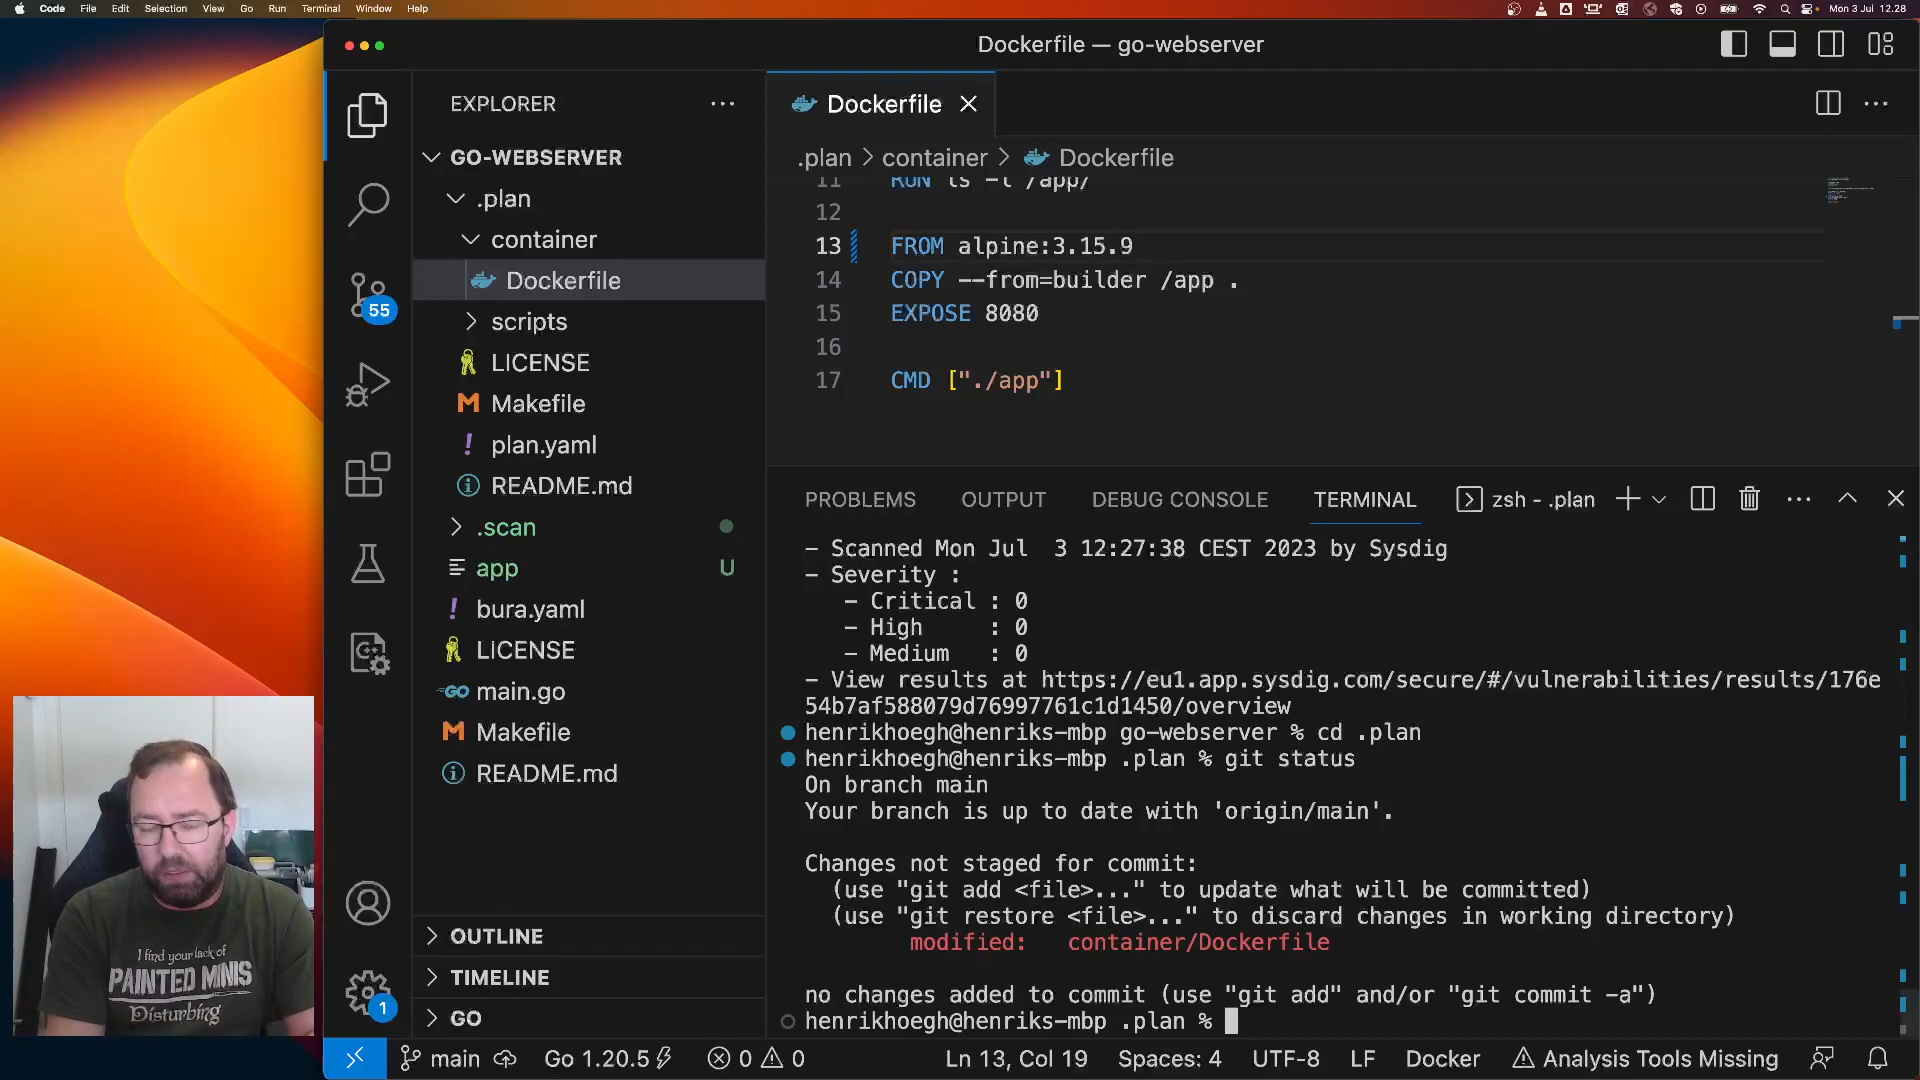 Code File Edit Selection View Go Run Terminal Window Help Mon 3 Jul 12.28
Dockerfile — go-webserver
EXPLORER
GO-WEBSERVER
.plan
container
Dockerfile
scripts
LICENSE
Makefile
plan.yaml
README.md
.scan
app U
bura.yaml
LICENSE
main.go
Makefile
README.md
OUTLINE
TIMELINE
GO
55
1
Dockerfile
.plan > container > Dockerfile
11 RUN ls -l /app/
12
13 FROM alpine:3.15.9
14 COPY --from=builder /app .
15 EXPOSE 8080
16
17 CMD ["./app"]
PROBLEMS OUTPUT DEBUG CONSOLE TERMINAL zsh - .plan
- Scanned Mon Jul  3 12:27:38 CEST 2023 by Sysdig
- Severity :
- Critical : 0
- High : 0
- Medium : 0
- View results at https://eu1.app.sysdig.com/secure/#/vulnerabilities/results/176e
54b7af588079d76997761c1d1450/overview
henrikhoegh@henriks-mbp go-webserver % cd .plan
henrikhoegh@henriks-mbp .plan % git status
On branch main
Your branch is up to date with 'origin/main'.
Changes not staged for commit:
(use "git add <file>..." to update what will be committed)
(use "git restore <file>..." to discard changes in working directory)
modified: container/Dockerfile
no changes added to commit (use "git add" and/or "git commit -a")
henrikhoegh@henriks-mbp .plan %
I find your lack of
PAINTED MINIS
Disturbing
main Go 1.20.5 0 0 Ln 13, Col 19 Spaces: 4 UTF-8 LF Docker Analysis Tools Missing